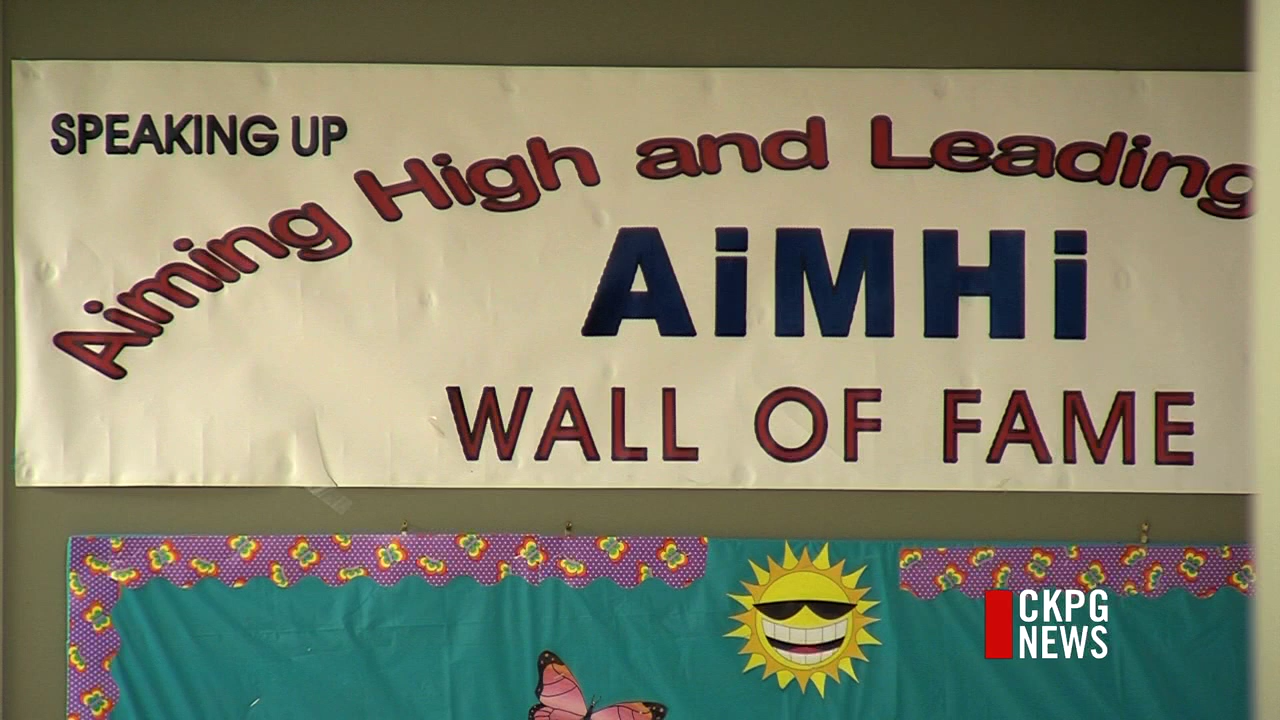 SPEAKING UP
Aiming High and Leading
AiMHi
WALL OF FAME
CKPG
NEWS